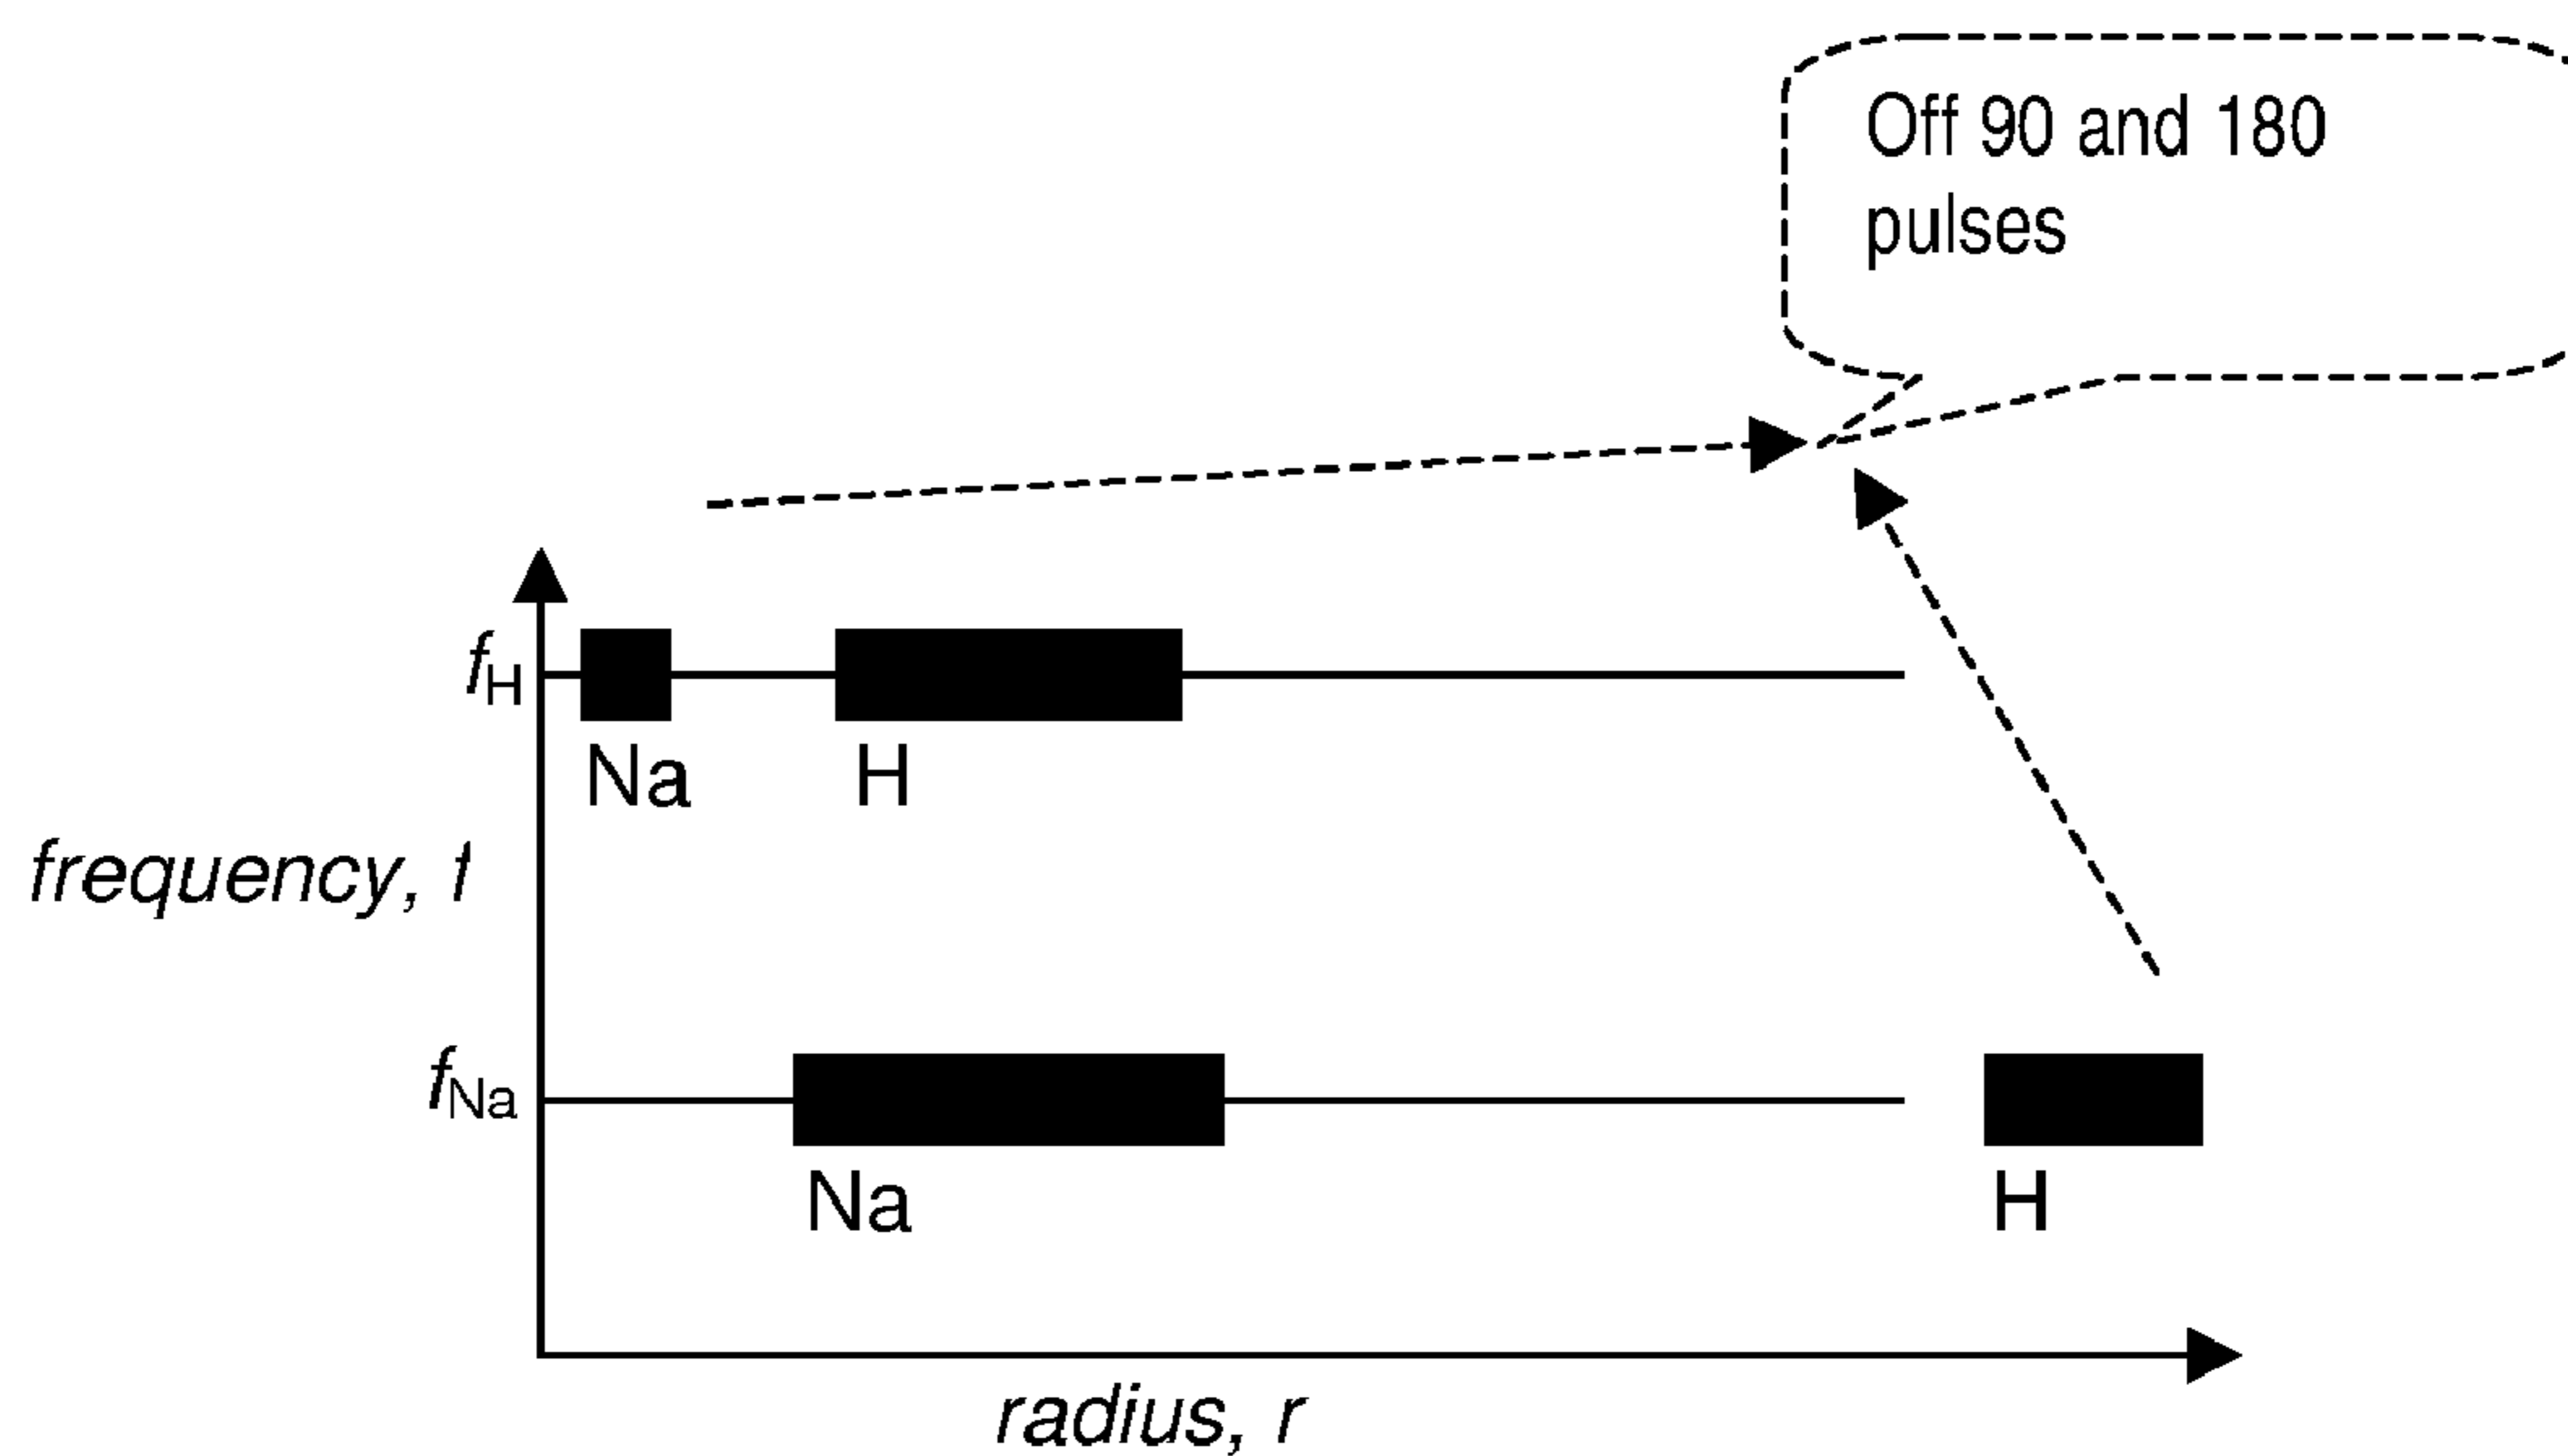 Off 90 and 180
pulses
fH
Na H
frequency, f
fNa
Na H
radius, r